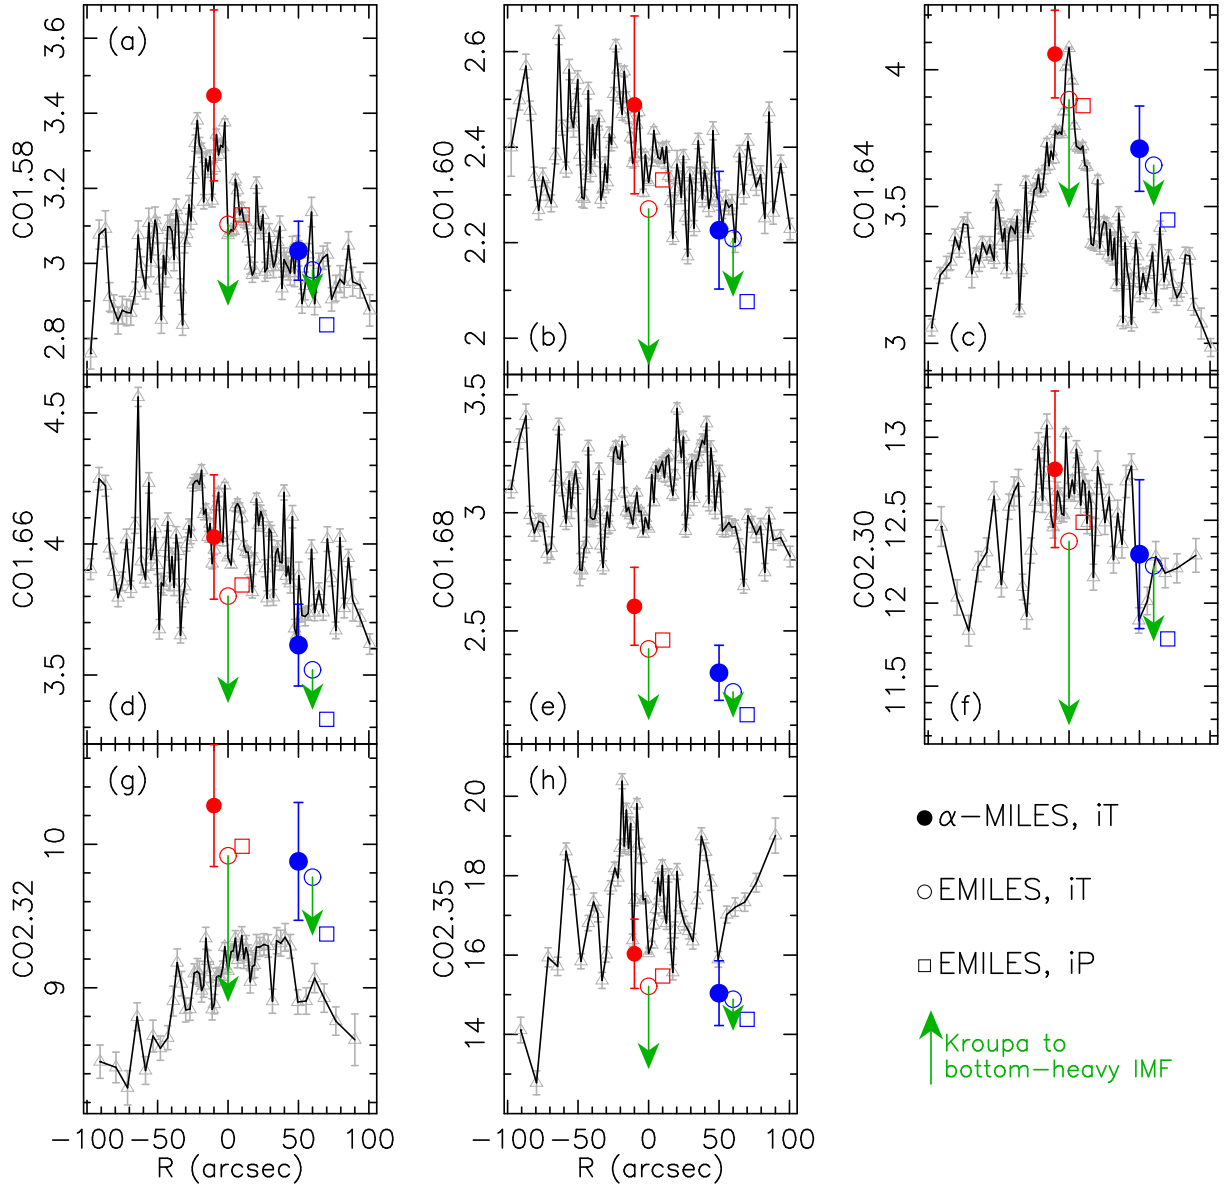 (a)
CO1.58
3.6
3.4
3.2
3
2.8
(b)
CO1.60
2.6
2.4
2.2
2
(c)
CO1.64
4
3.5
3
(d)
CO1.66
4.5
4
3.5
(e)
CO1.68
3.5
3
2.5
(f)
CO2.30
13
12.5
12
11.5
(g)
CO2.32
10
9
−100 −50 0 50 100
R (arcsec)
(h)
CO2.35
20
18
16
14
−100 −50 0 50 100
R (arcsec)
α−MILES, iT
EMILES, iT
EMILES, iP
Kroupa to
bottom−heavy IMF